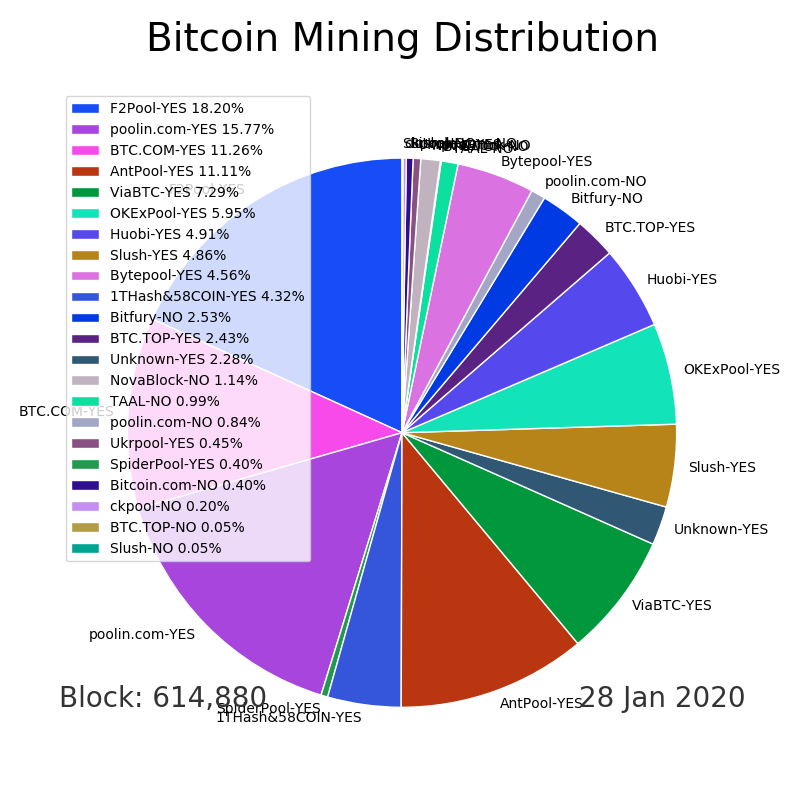 Bitcoin Mining Distribution
F2Pool-YES 18.20%
poolin.com-YES 15.77%
BTC.COM-YES 11.26%
AntPool-YES 11.11%
ViaBTC-YES 7.29%
OKExPool-YES 5.95%
Huobi-YES 4.91%
Slush-YES 4.86%
Bytepool-YES 4.56%
1THash&58COIN-YES 4.32%
Bitfury-NO 2.53%
BTC.TOP-YES 2.43%
Unknown-YES 2.28%
NovaBlock-NO 1.14%
TAAL-NO 0.99%
poolin.com-NO 0.84%
Ukrpool-YES 0.45%
SpiderPool-YES 0.40%
Bitcoin.com-NO 0.40%
ckpool-NO 0.20%
BTC.TOP-NO 0.05%
Slush-NO 0.05%
TAAL-NO
Bytepool-YES
poolin.com-NO
Bitfury-NO
BTC.TOP-YES
Huobi-YES
OKExPool-YES
Slush-YES
Unknown-YES
ViaBTC-YES
AntPool-YES
1THash&58COIN-YES
SpiderPool-YES
poolin.com-YES
BTC.COM-YES
Block: 614,880
28 Jan 2020